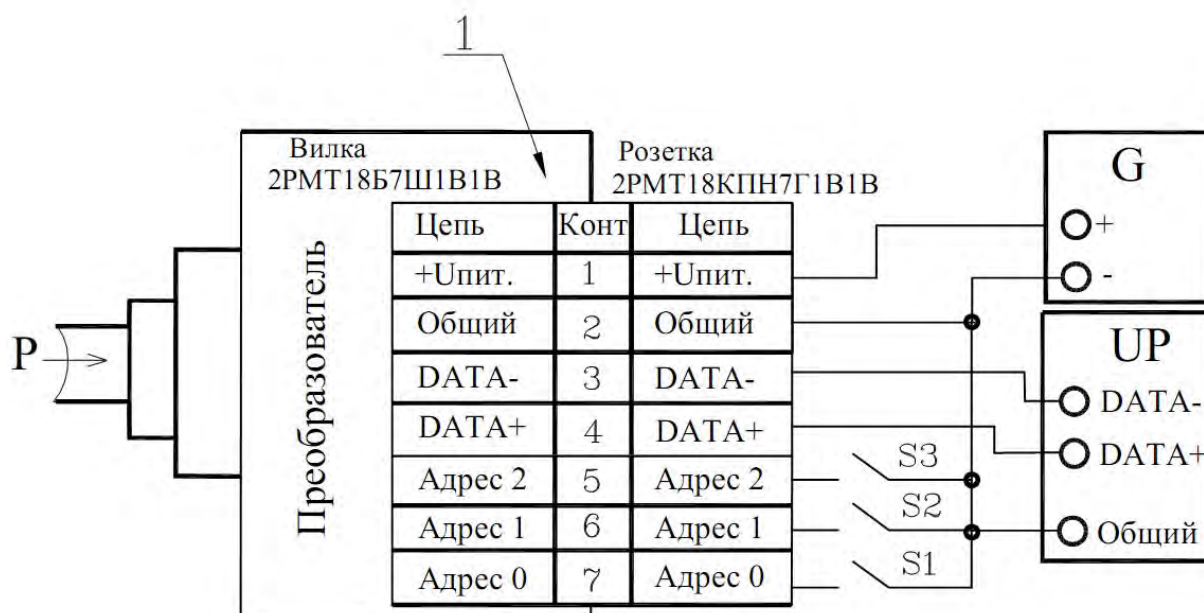 1
Вилка
2РМТ18Б7Ш1В1В
Розетка
2РМТ18КПН7Г1В1В
Преобразователь
P
Цепь Конт Цепь
+Uпит. 1 +Uпит.
Общий 2 Общий
DATA- 3 DATA-
DATA+ 4 DATA+
Адрес 2 5 Адрес 2
Адрес 1 6 Адрес 1
Адрес 0 7 Адрес 0
S3
S2
S1
G
+
-
UP
DATA-
DATA+
Общий